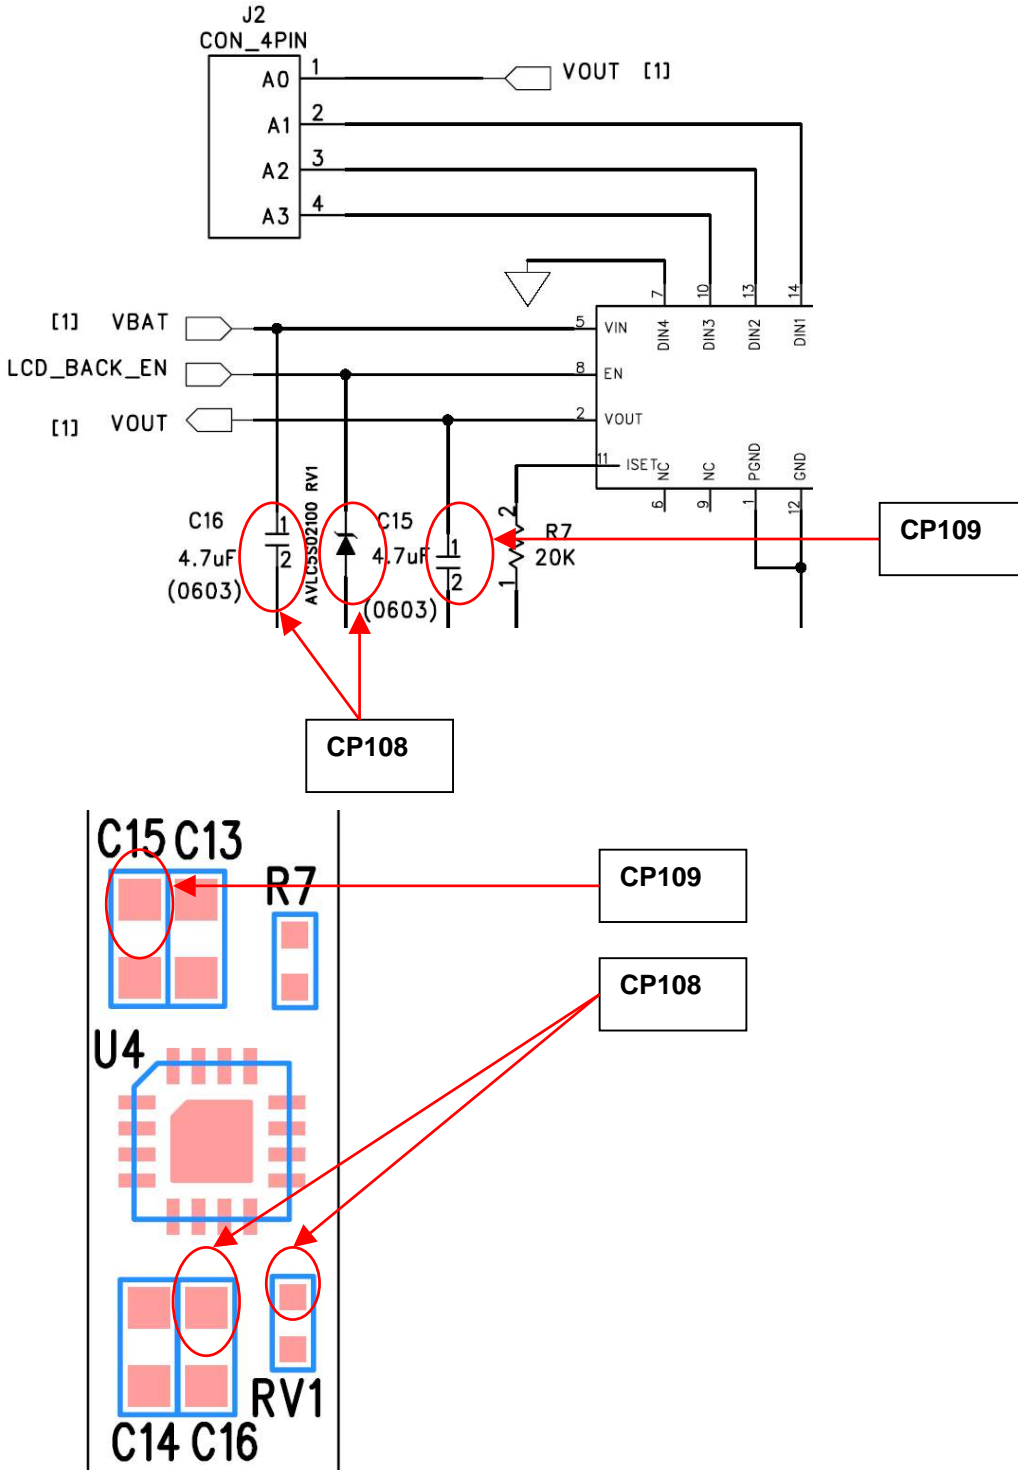 J2
CON_4PIN
A0 1 VOUT [1]
A1 2
A2 3
A3 4
7 10 13 14
[1] VBAT 5 VIN DIN4 DIN3 DIN2 DIN1
LCD_BACK_EN 8 EN
[1] VOUT 2 VOUT
11 ISET NC NC PGND GND
6 9 1 12
AVLC5S02100 RV1
C16 1 C15 1 2 R7 CP109
4.7uF 2 4.7uF 2 1 20K
(0603) (0603)
CP108
C15 C13
R7 CP109
CP108
U4
RV1
C14 C16